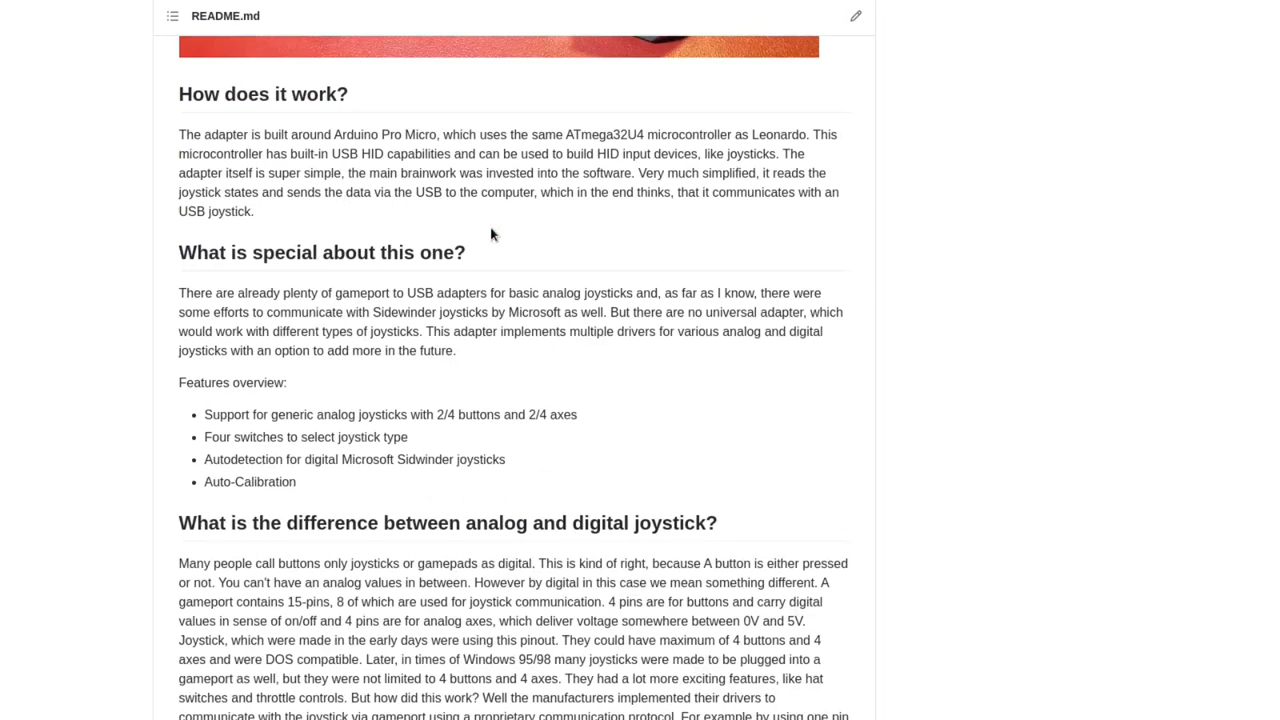 README.md
How does it work?
The adapter is built around Arduino Pro Micro, which uses the same ATmega32U4 microcontroller as Leonardo. This
microcontroller has built-in USB HID capabilities and can be used to build HID input devices, like joysticks. The
adapter itself is super simple, the main brainwork was invested into the software. Very much simplified, it reads the
joystick states and sends the data via the USB to the computer, which in the end thinks, that it communicates with an
USB joystick.
What is special about this one?
There are already plenty of gameport to USB adapters for basic analog joysticks and, as far as I know, there were
some efforts to communicate with Sidewinder joysticks by Microsoft as well. But there are no universal adapter, which
would work with different types of joysticks. This adapter implements multiple drivers for various analog and digital
joysticks with an option to add more in the future.
Features overview:
• Support for generic analog joysticks with 2/4 buttons and 2/4 axes
• Four switches to select joystick type
• Autodetection for digital Microsoft Sidwinder joysticks
• Auto-Calibration
What is the difference between analog and digital joystick?
Many people call buttons only joysticks or gamepads as digital. This is kind of right, because A button is either pressed
or not. You can't have an analog values in between. However by digital in this case we mean something different. A
gameport contains 15-pins, 8 of which are used for joystick communication. 4 pins are for buttons and carry digital
values in sense of on/off and 4 pins are for analog axes, which deliver voltage somewhere between 0V and 5V.
Joystick, which were made in the early days were using this pinout. They could have maximum of 4 buttons and 4
axes and were DOS compatible. Later, in times of Windows 95/98 many joysticks were made to be plugged into a
gameport as well, but they were not limited to 4 buttons and 4 axes. They had a lot more exciting features, like hat
switches and throttle controls. But how did this work? Well the manufacturers implemented their drivers to
communicate with the joystick via gameport using a proprietary communication protocol. For example by using one pin